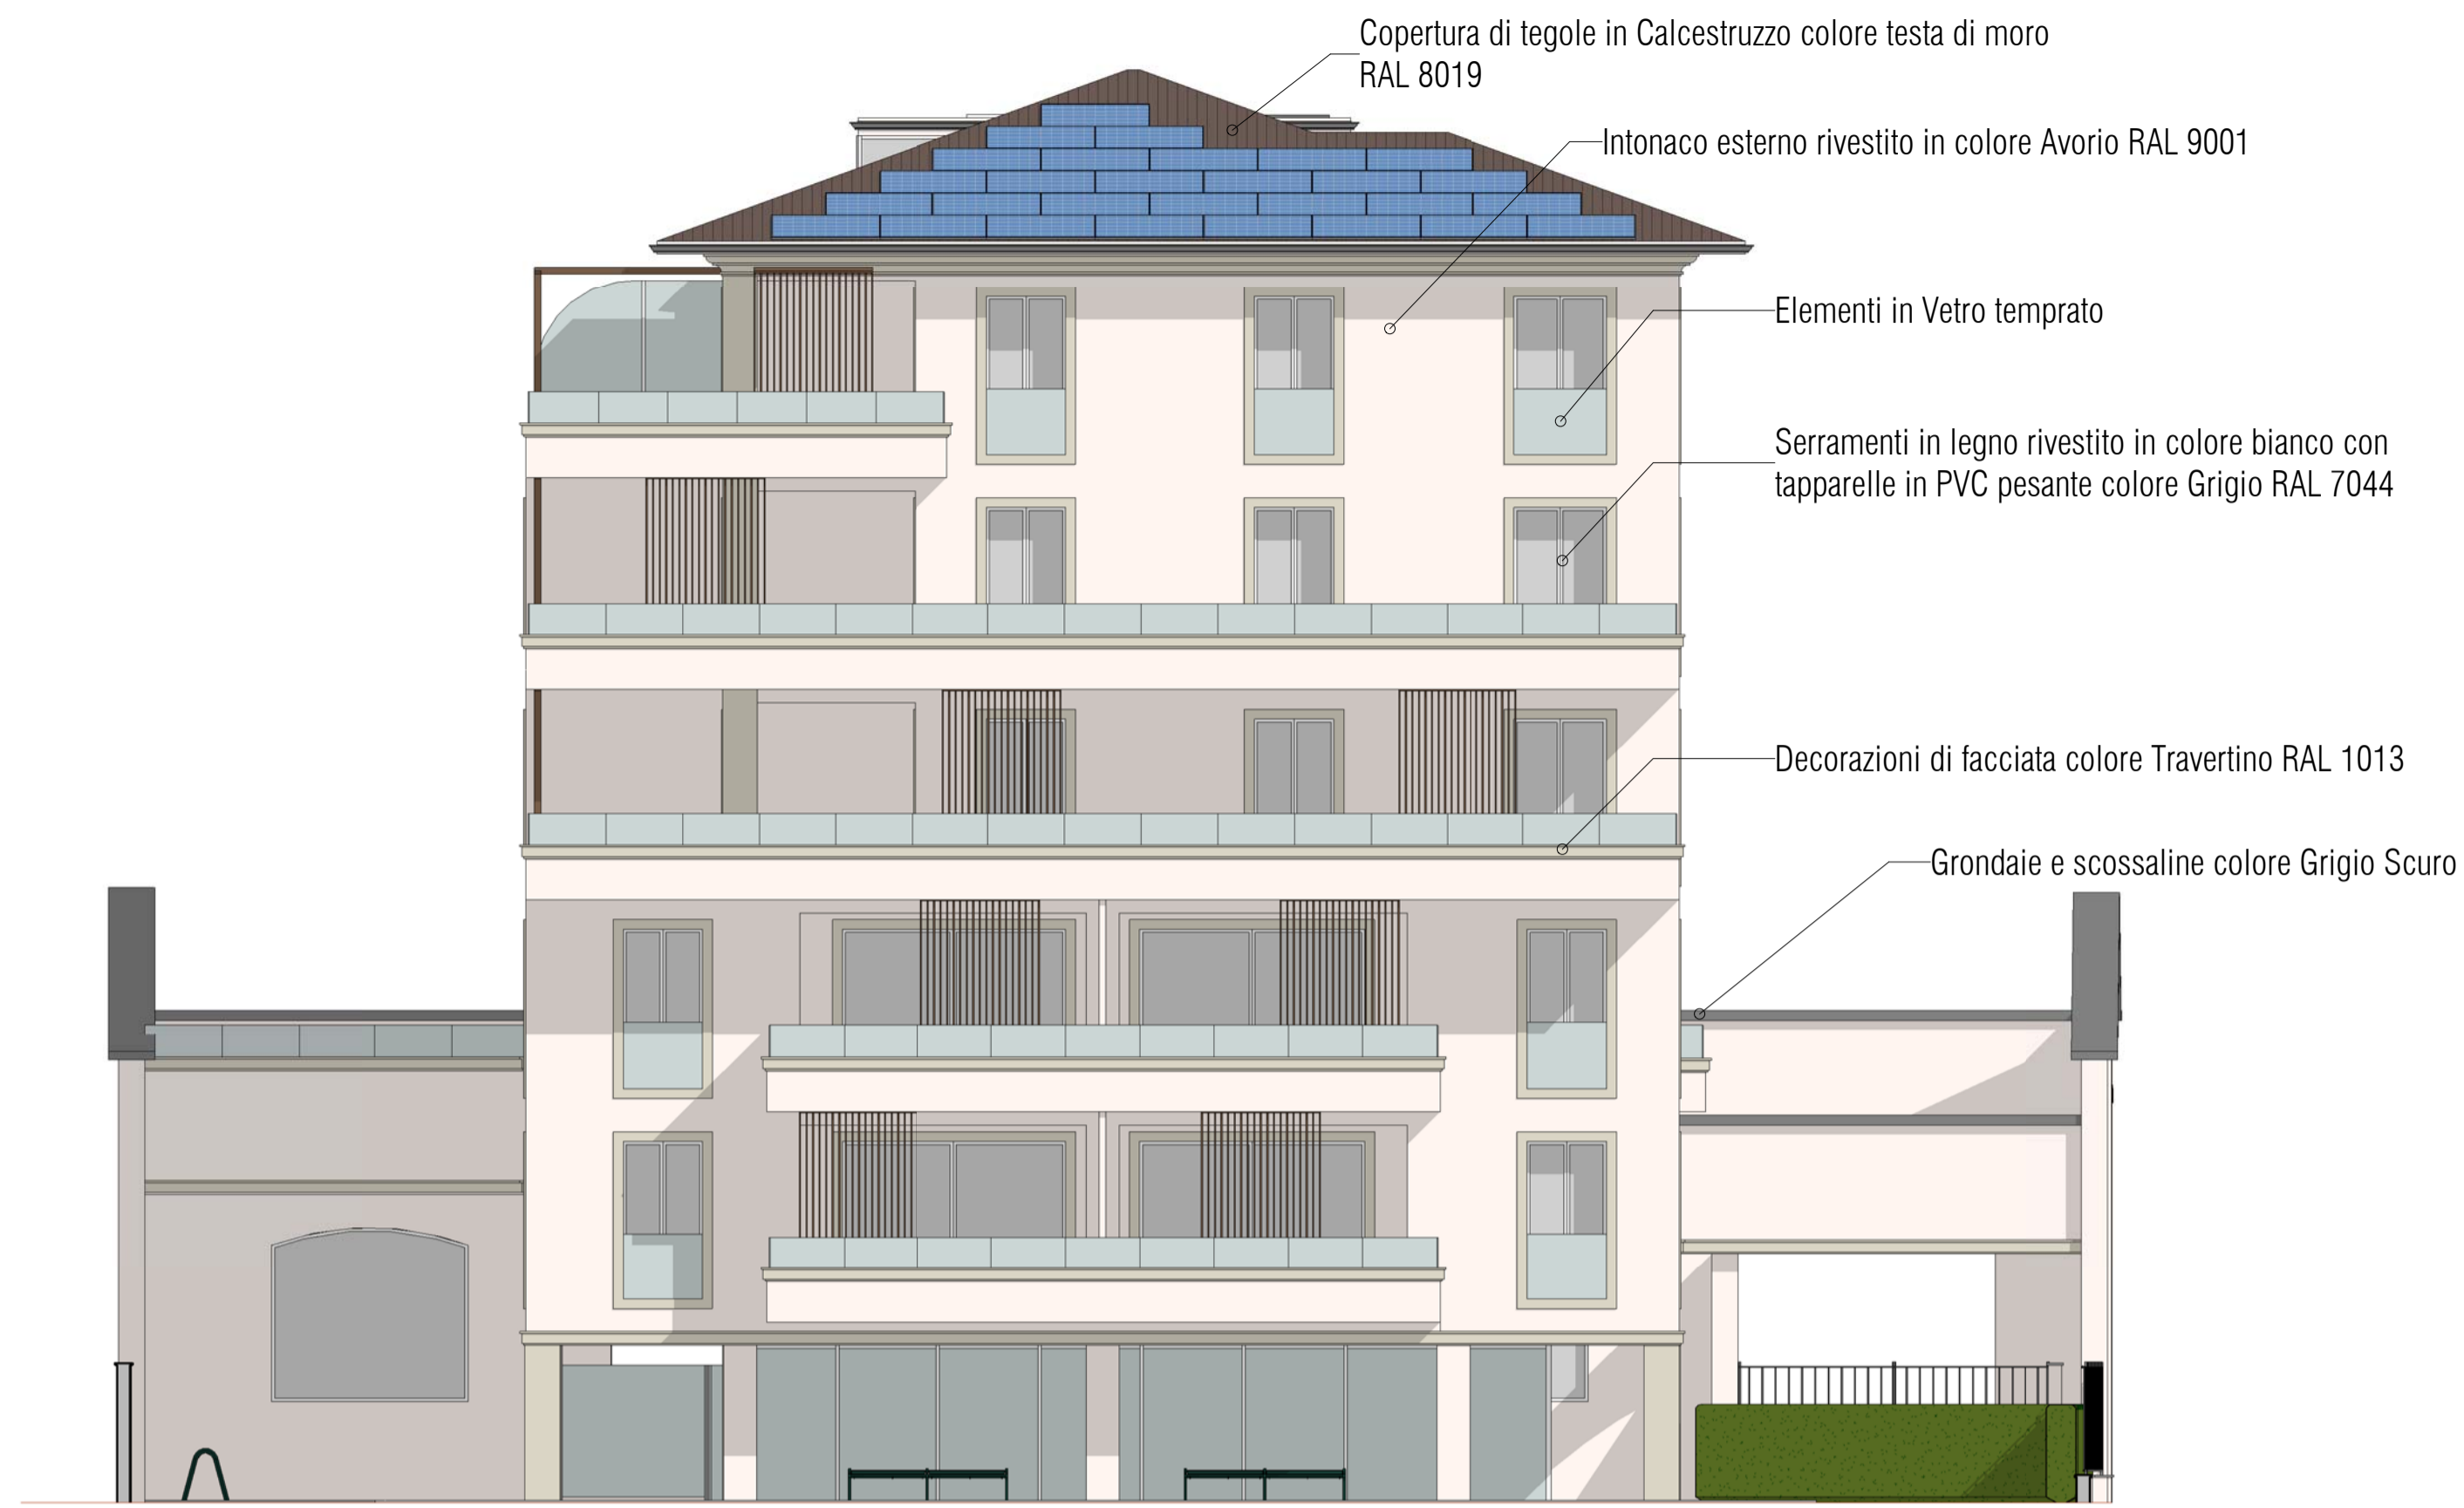 Copertura di tegole in Calcestruzzo colore testa di moro
RAL 8019
Intonaco esterno rivestito in colore Avorio RAL 9001
Elementi in Vetro temprato
Serramenti in legno rivestito in colore bianco con
tapparelle in PVC pesante colore Grigio RAL 7044
Decorazioni di facciata colore Travertino RAL 1013
Grondaie e scossaline colore Grigio Scuro